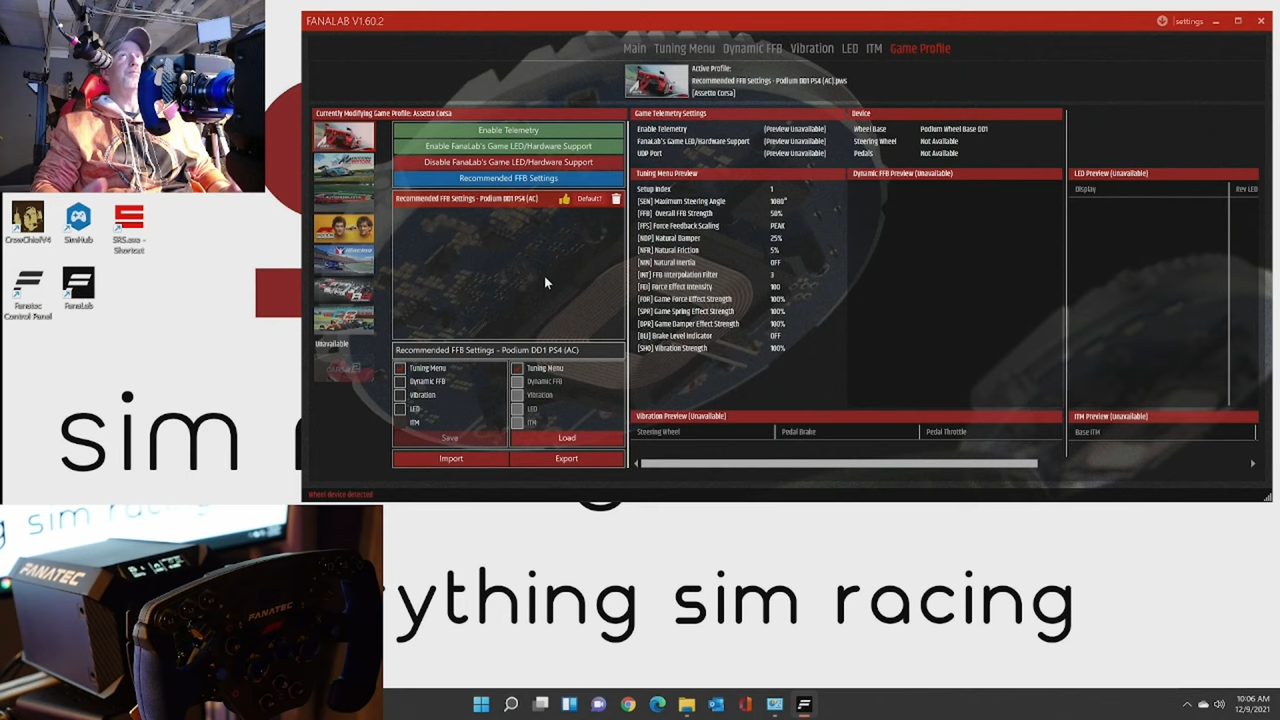 FANALAB V1.60.2
settings
Main Tuning Menu Dynamic FFB Vibration LED ITM Game Profile
Active Profile:
Recommended FFB Settings - Podium DD1 PS4 (AC).pws
[Assetto Corsa]
Currently Modifying Game Profile: Assetto Corsa
Enable Telemetry
Enable FanaLab's Game LED/Hardware Support
Disable FanaLab's Game LED/Hardware Support
Recommended FFB Settings
Recommended FFB Settings - Podium DD1 PS4 (AC) Default?
Unavailable
Recommended FFB Settings - Podium DD1 PS4 (AC)
Tuning Menu Tuning Menu
Dynamic FFB Dynamic FFB
Vibration Vibration
LED LED
ITM ITM
Save Load
Import Export
Wheel device detected
Game Telemetry Settings
Enable Telemetry (Preview Unavailable)
FanaLab's Game LED/Hardware Support (Preview Unavailable)
UDP Port (Preview Unavailable)
Device
Wheel Base Podium Wheel Base DD1
Steering Wheel Not Available
Pedals Not Available
Tuning Menu Preview
Setup Index 1
[SEN] Maximum Steering Angle 1080°
[FFB] Overall FFB Strength 50%
[FFS] Force Feedback Scaling PEAK
[NDP] Natural Damper 25%
[NFR] Natural Friction 5%
[NIN] Natural Inertia OFF
[INT] FFB Interpolation Filter 3
[FEI] Force Effect Intensity 100
[FOR] Game Force Effect Strength 100%
[SPR] Game Spring Effect Strength 100%
[DPR] Game Damper Effect Strength 100%
[BLI] Brake Level Indicator OFF
[SHO] Vibration Strength 100%
Dynamic FFB Preview (Unavailable)
LED Preview (Unavailable)
Display Rev LED
Vibration Preview (Unavailable)
Steering Wheel Pedal Brake Pedal Throttle
ITM Preview (Unavailable)
Base ITM
CrewChiefV4
SimHub
SRS.exe - Shortcut
Fanatec Control Panel
FanaLab
sim
sim racing
FANATEC
FANATEC
rything sim racing
10:06 AM
12/9/2021